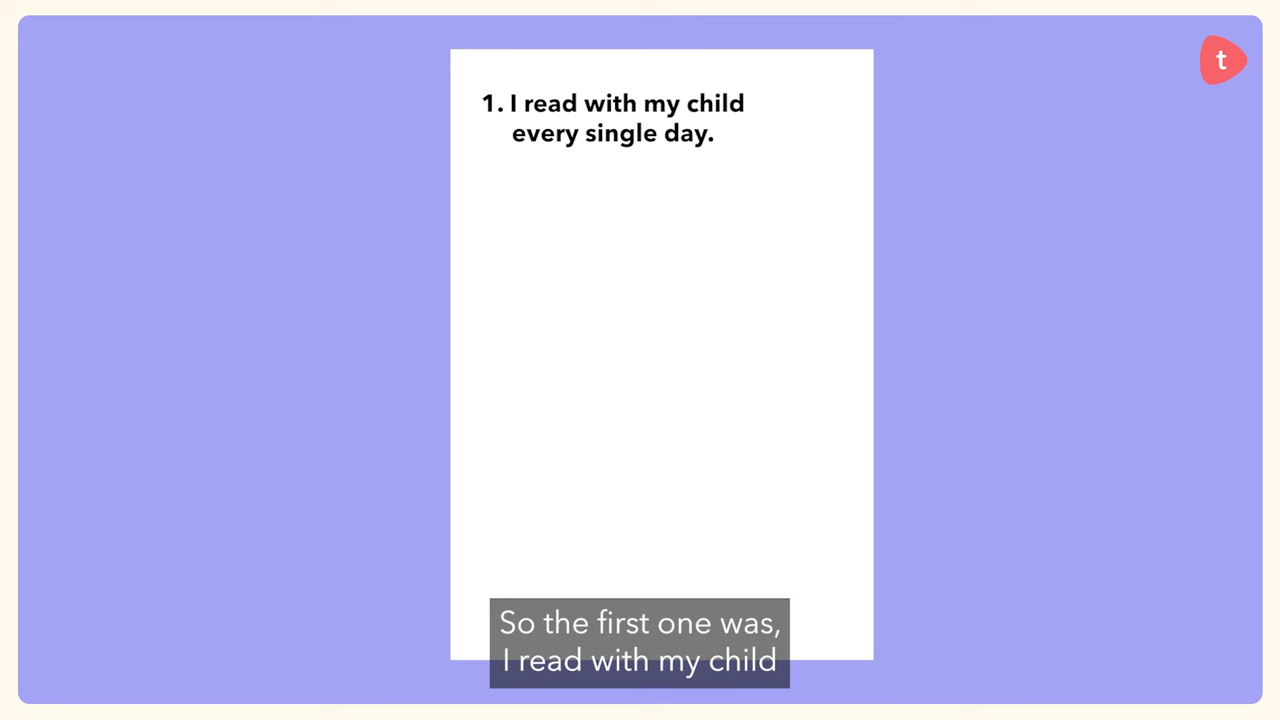 t
1. I read with my child
every single day.
So the first one was,
I read with my child